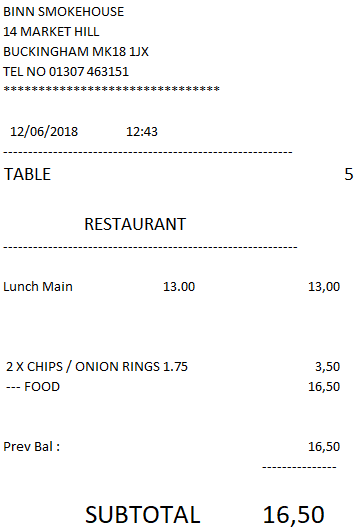 BINN SMOKEHOUSE
14 MARKET HILL
BUCKINGHAM MK18 1JX
TEL NO 01307 463151
*******************************
12/06/2018 12:43
----------------------------------------------------------
TABLE 5
RESTAURANT
-----------------------------------------------------------
Lunch Main 13.00 13,00
2 X CHIPS / ONION RINGS 1.75 3,50
--- FOOD 16,50
Prev Bal : 16,50
---------------
SUBTOTAL 16,50